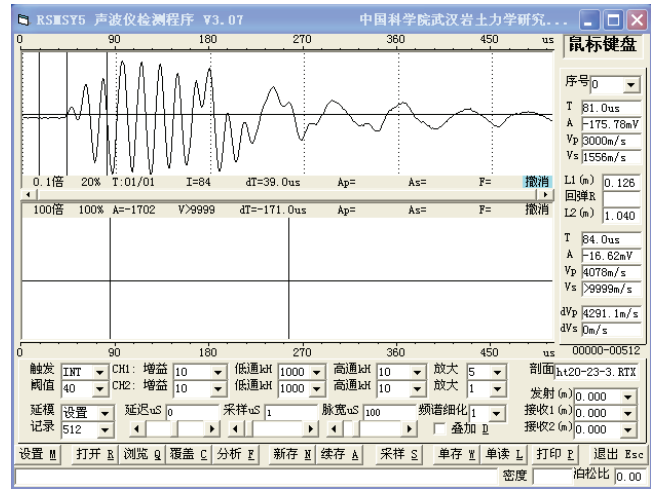 RSMSY5 声波仪检测程序 V3.07 中国科学院武汉岩土力学研究...
0 90 180 270 360 450 us
鼠标键盘
序号 0
T 81.0us
A -175.78mV
Vp 3000m/s
Vs 1556m/s
0.1倍 20% T:01/01 I=84 dT=39.0us Ap= As= F= 撤消
L1(m) 0.126
回弹R
L2(m) 1.040
100倍 100% A=-1702 V>9999 dT=-171.0us Ap= As= F= 撤消
T 84.0us
A -16.62mV
Vp 4078m/s
Vs >9999m/s
dVp 4291.1m/s
dVs 0m/s
0 90 180 270 360 450 us
00000-00512
触发 INT CH1: 增益 10 低通kH 1000 高通kH 10 放大 5 剖面 ht20-23-3.RTX
阈值 40 CH2: 增益 10 低通kH 1000 高通kH 10 放大 1 发射(m) 0.000
延模 设置 延迟uS 0 采样uS 1 脉宽uS 100 频谱细化 1 接收1(m) 0.000
记录 512 叠加 D 接收2(m) 0.000
设置 M 打开 R 浏览 Q 覆盖 C 分析 F 新存 N 续存 A 采样 S 单存 W 单读 L 打印 P 退出 Esc
密度 泊松比 0.00